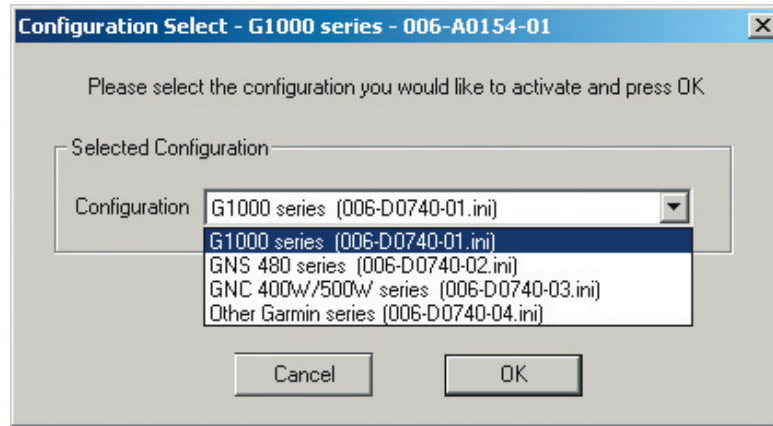 Configuration Select - G1000 series - 006-A0154-01
Please select the configuration you would like to activate and press OK
Selected Configuration
Configuration G1000 series (006-D0740-01.ini)
G1000 series (006-D0740-01.ini)
GNS 480 series (006-D0740-02.ini)
GNC 400W/500W series (006-D0740-03.ini)
Other Garmin series (006-D0740-04.ini)
Cancel OK